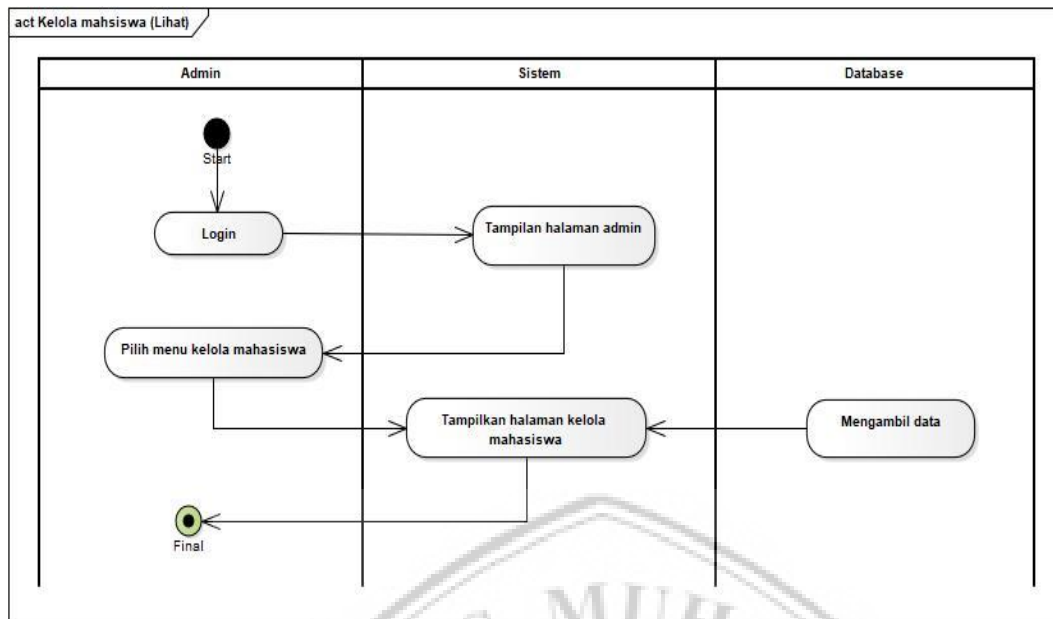 act Kelola mahsiswa (Lihat)
Admin
Sistem
Database
Start
Login
Tampilan halaman admin
Pilih menu kelola mahasiswa
Tampilkan halaman kelola
mahasiswa
Mengambil data
Final
S MUH